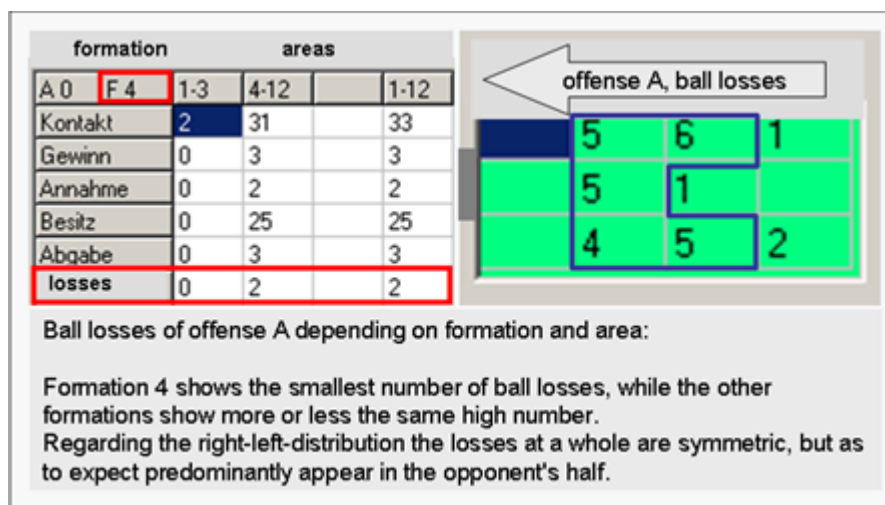 formation areas
A 0 F 4 1-3 4-12 1-12
Kontakt 2 31 33
Gewinn 0 3 3
Annahme 0 2 2
Besitz 0 25 25
Abgabe 0 3 3
losses 0 2 2
offense A, ball losses
5 6 1
5 1
4 5 2
Ball losses of offense A depending on formation and area:
Formation 4 shows the smallest number of ball losses, while the other
formations show more or less the same high number.
Regarding the right-left-distribution the losses at a whole are symmetric, but as
to expect predominantly appear in the opponent's half.